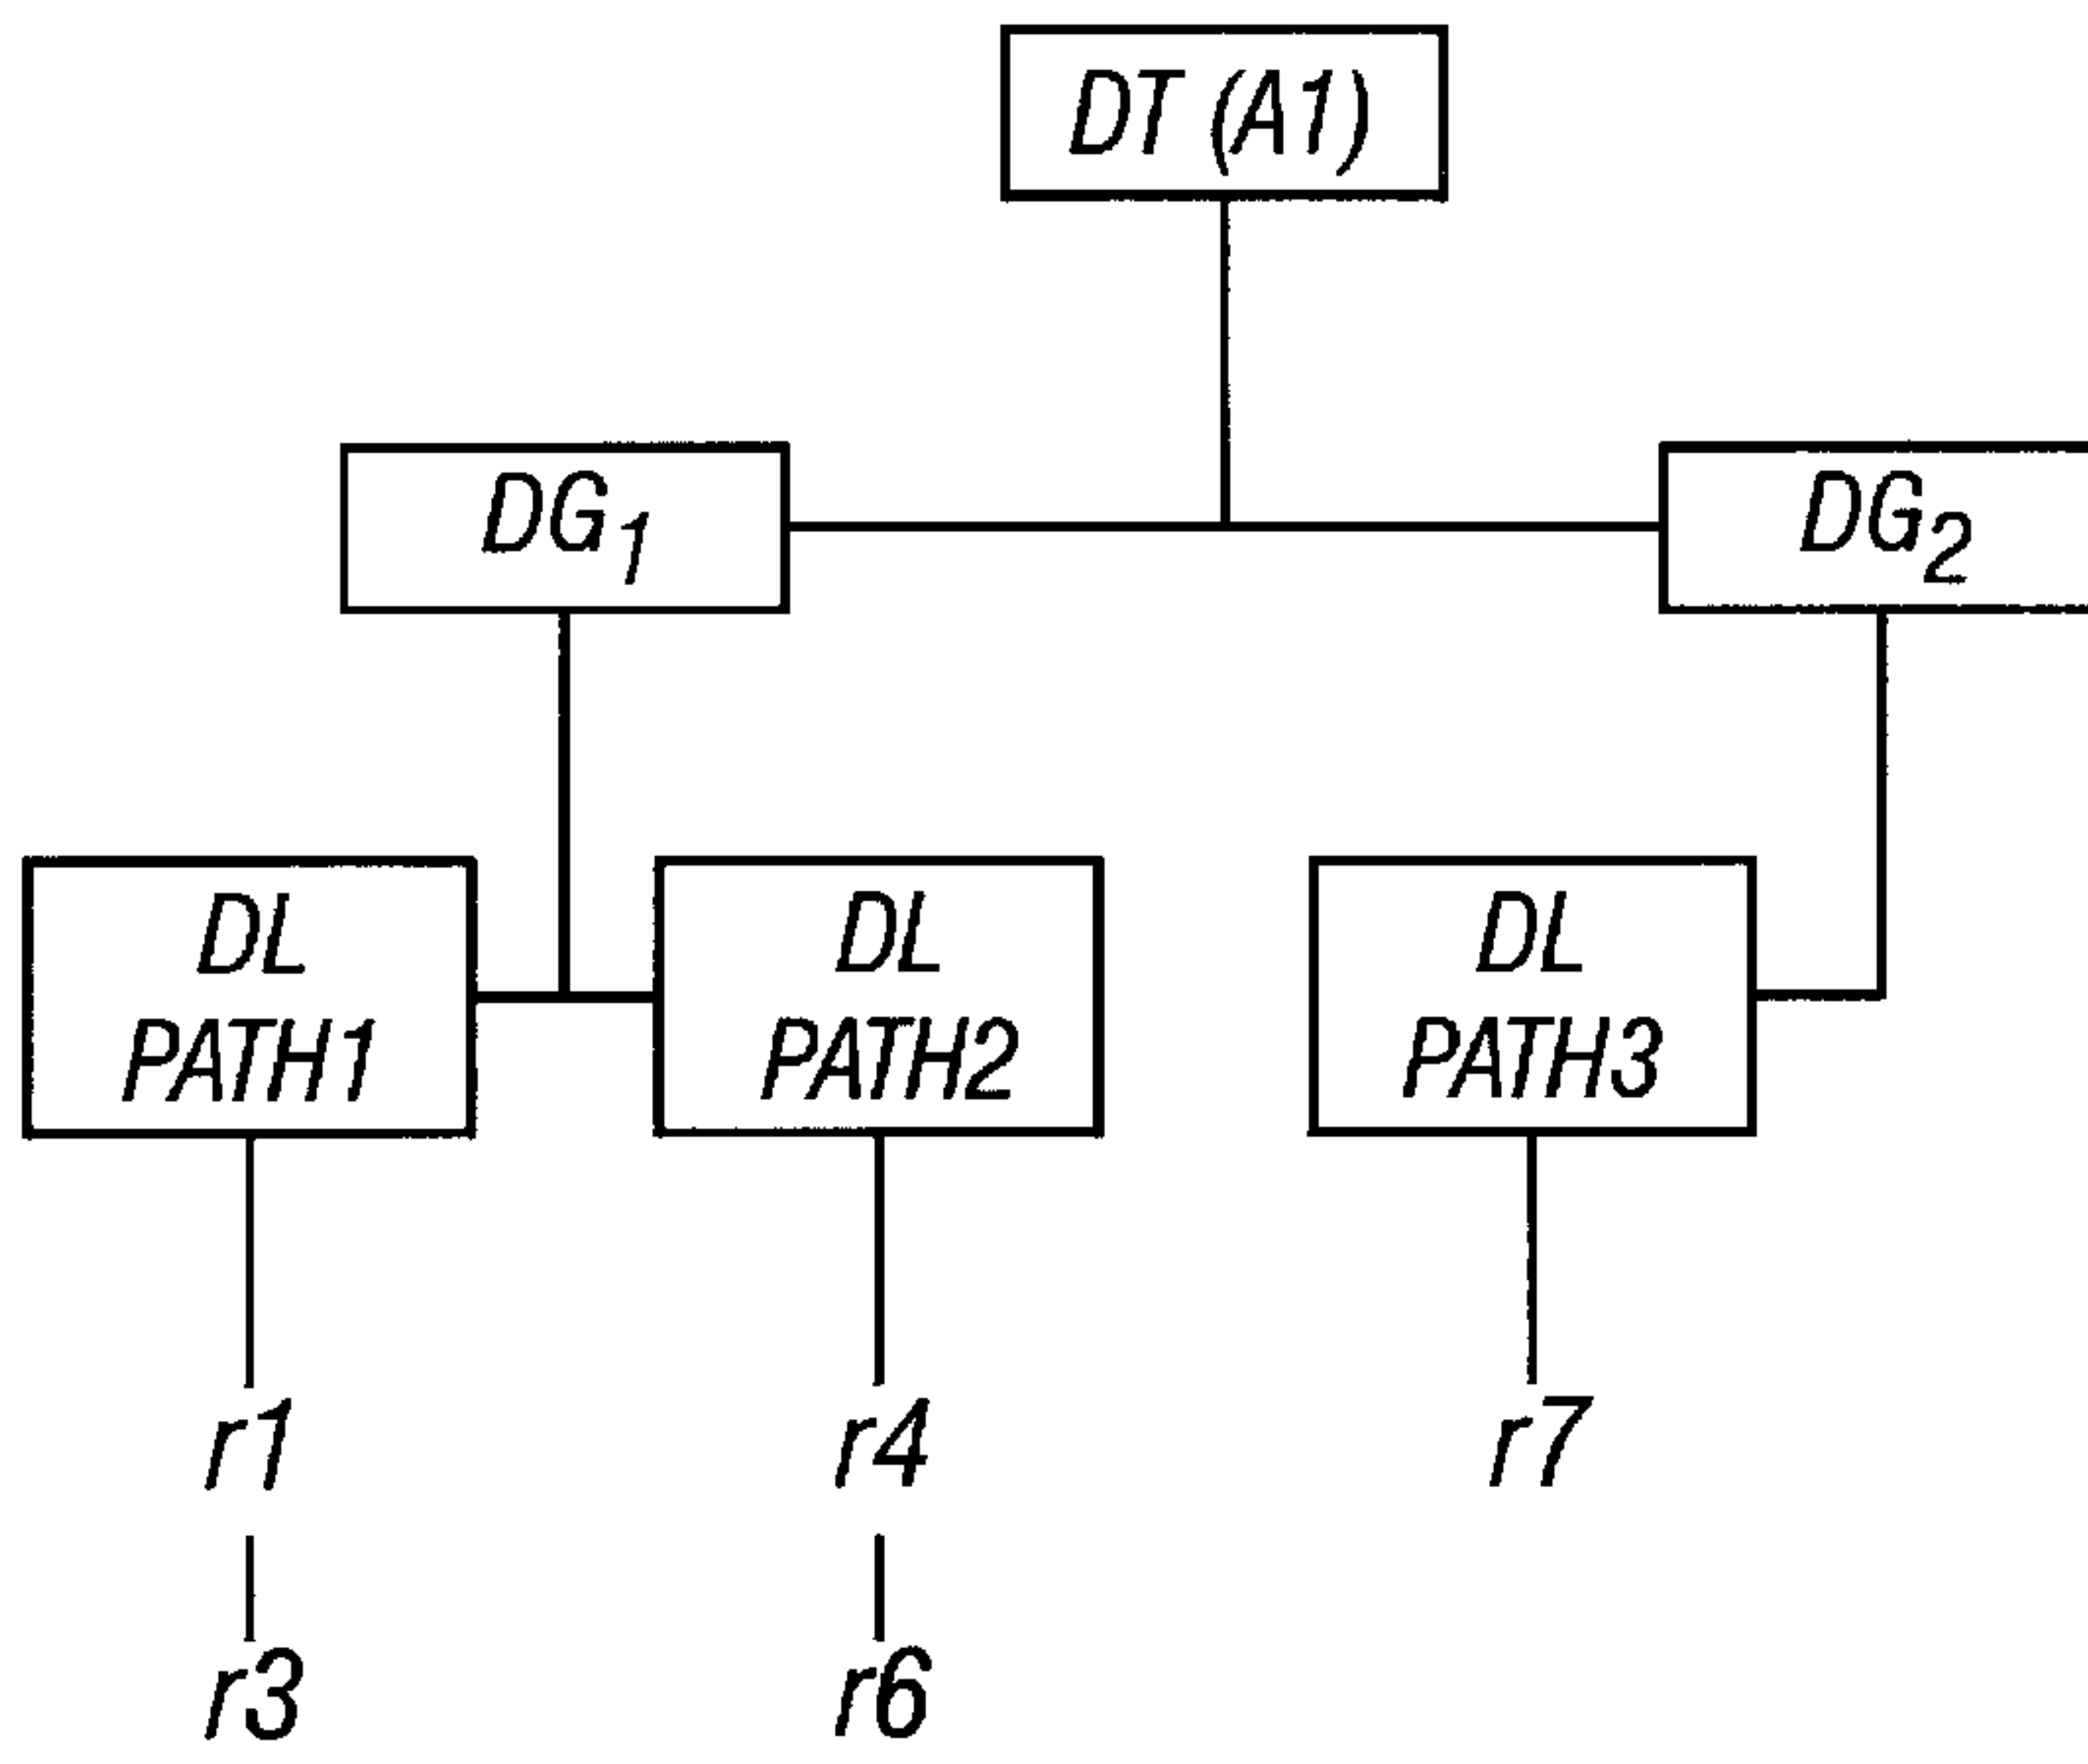 DT (A1)
DG1
DG2
DL
PATH1
DL
PATH2
DL
PATH3
r1
r4
r7
r3
r6